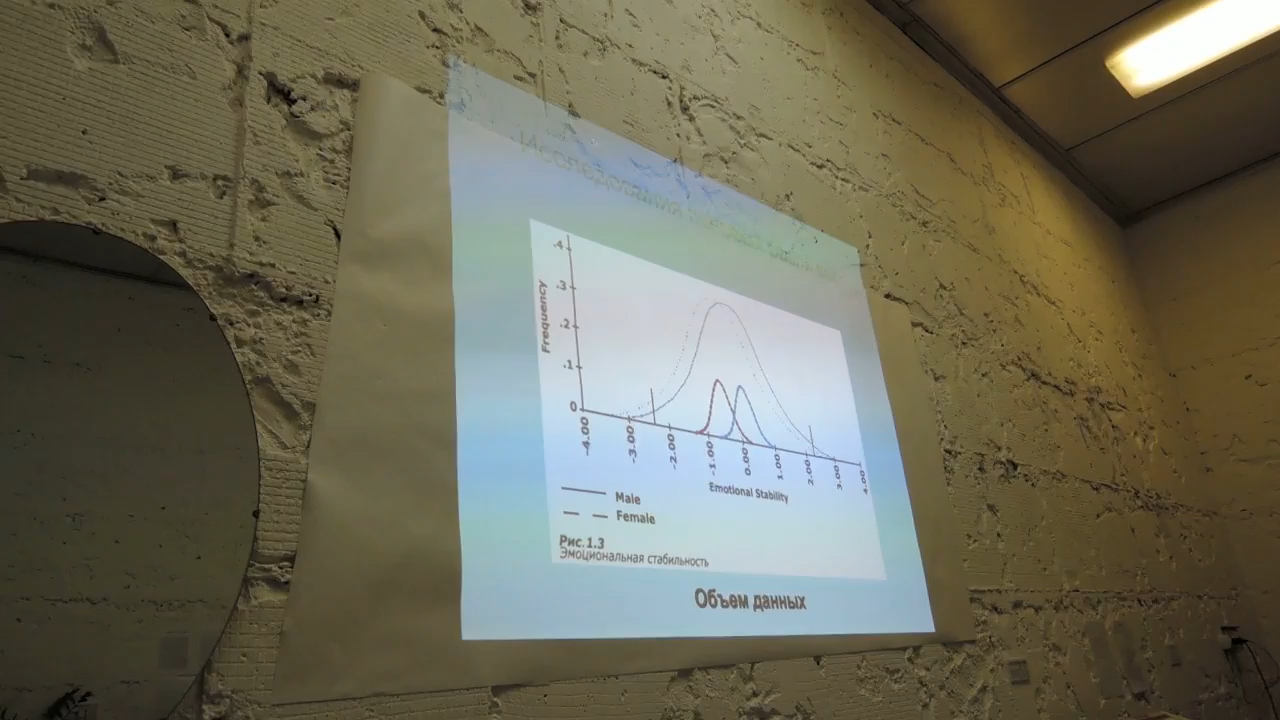 .4
.3
.2
.1
0
Frequency
-4.00
-3.00
-2.00
-1.00
0.00
1.00
2.00
3.00
4.00
Emotional Stability
Male
Female
Рис.1.3
Эмоциональная стабильность
Объем данных